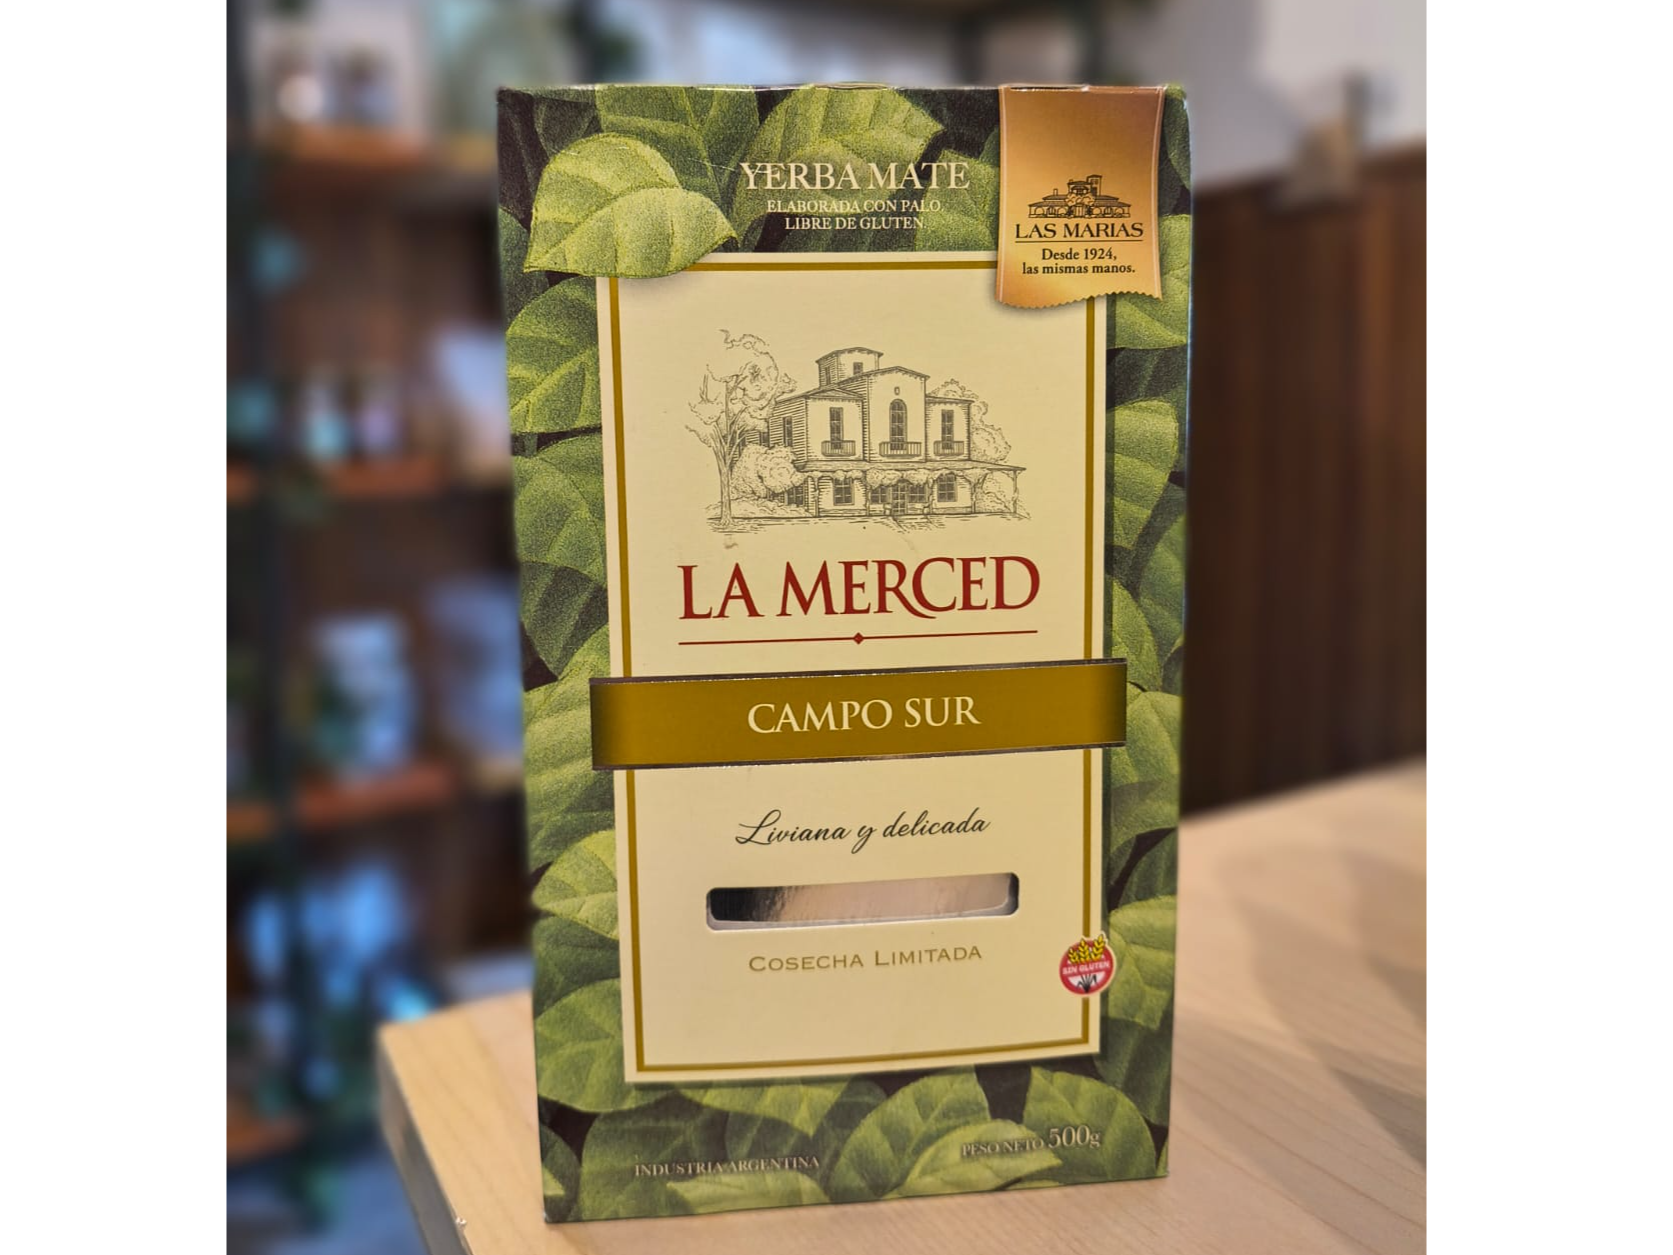 YERBA MATE
ELABORADA CON PALO.
LIBRE DE GLUTEN.
LAS MARIAS
Desde 1924,
las mismas manos.
LA MERCED
CAMPO SUR
Liviana y delicada
COSECHA LIMITADA
SIN GLUTEN
INDUSTRIA ARGENTINA
PESO NETO 500g